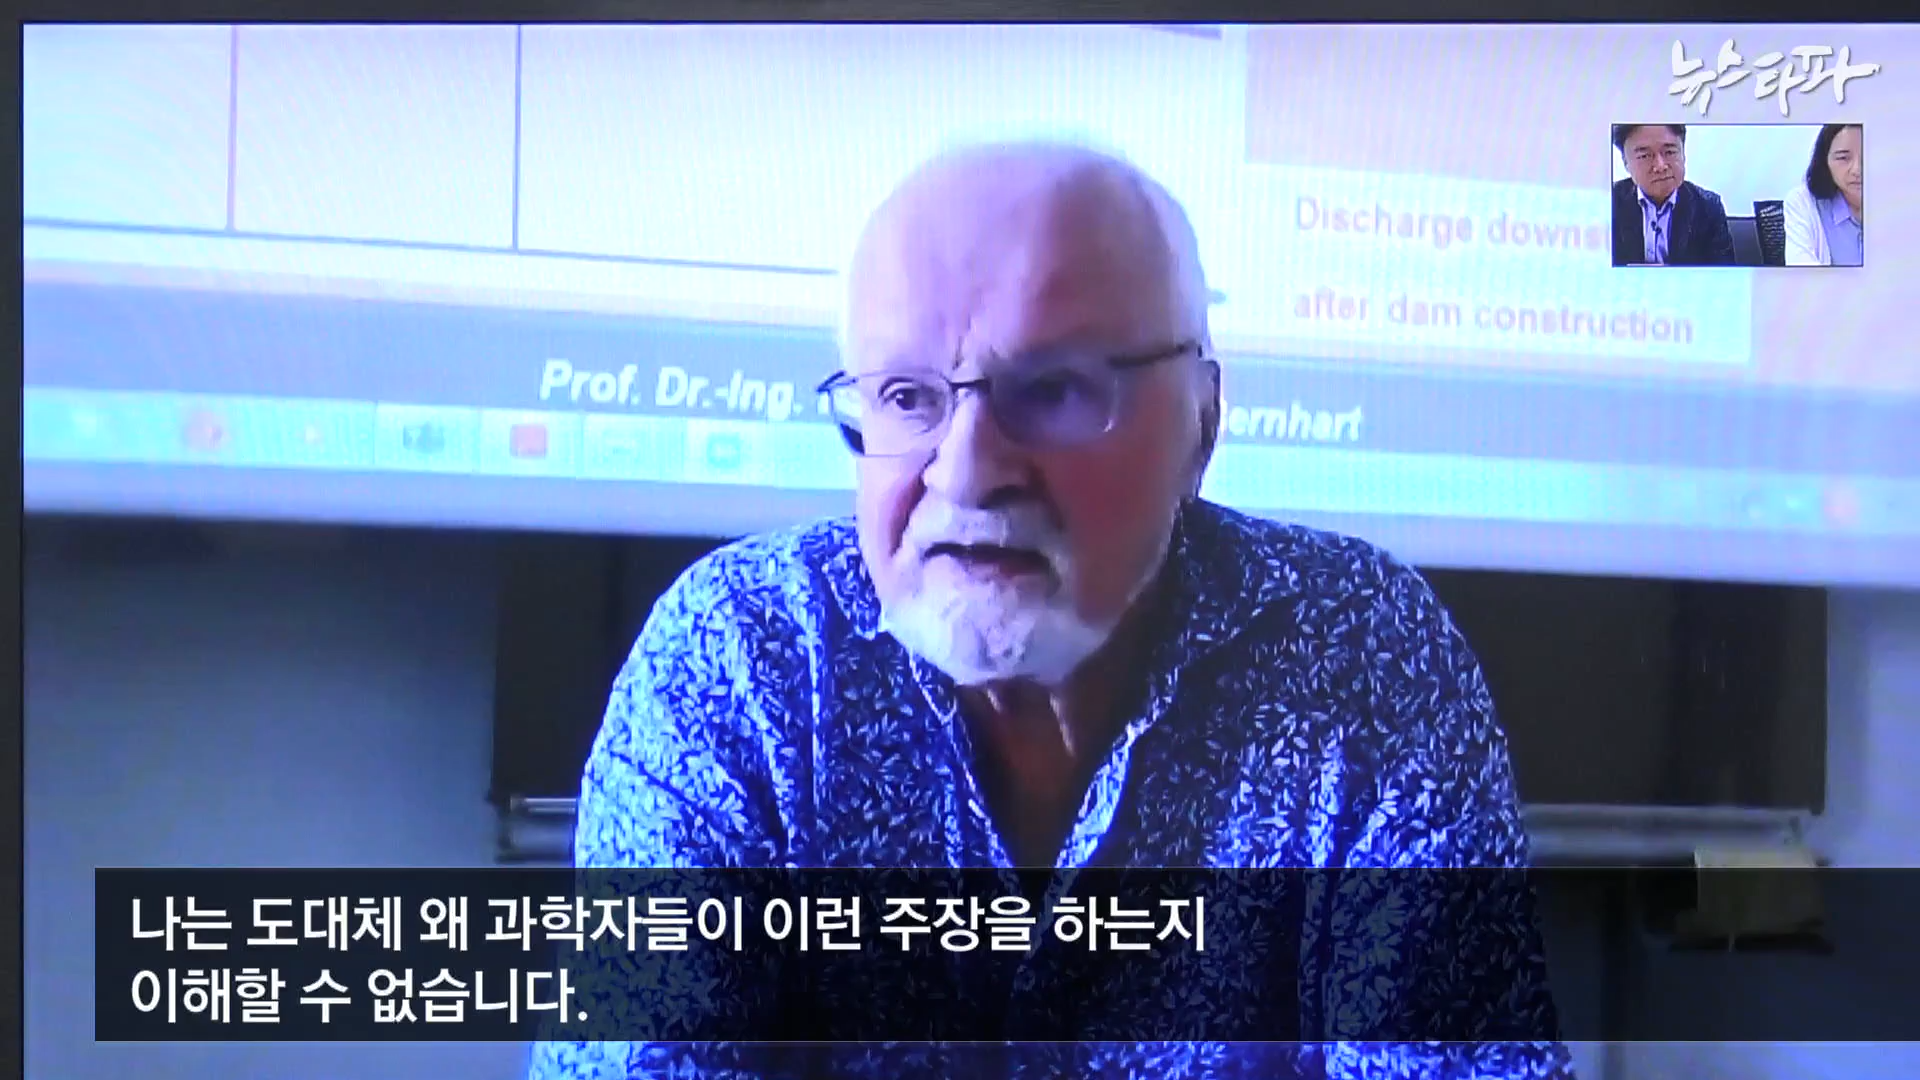 뉴스타파
Discharge
after dam construction
Prof. Dr.-Ing.
나는 도대체 왜 과학자들이 이런 주장을 하는지
이해할 수 없습니다.